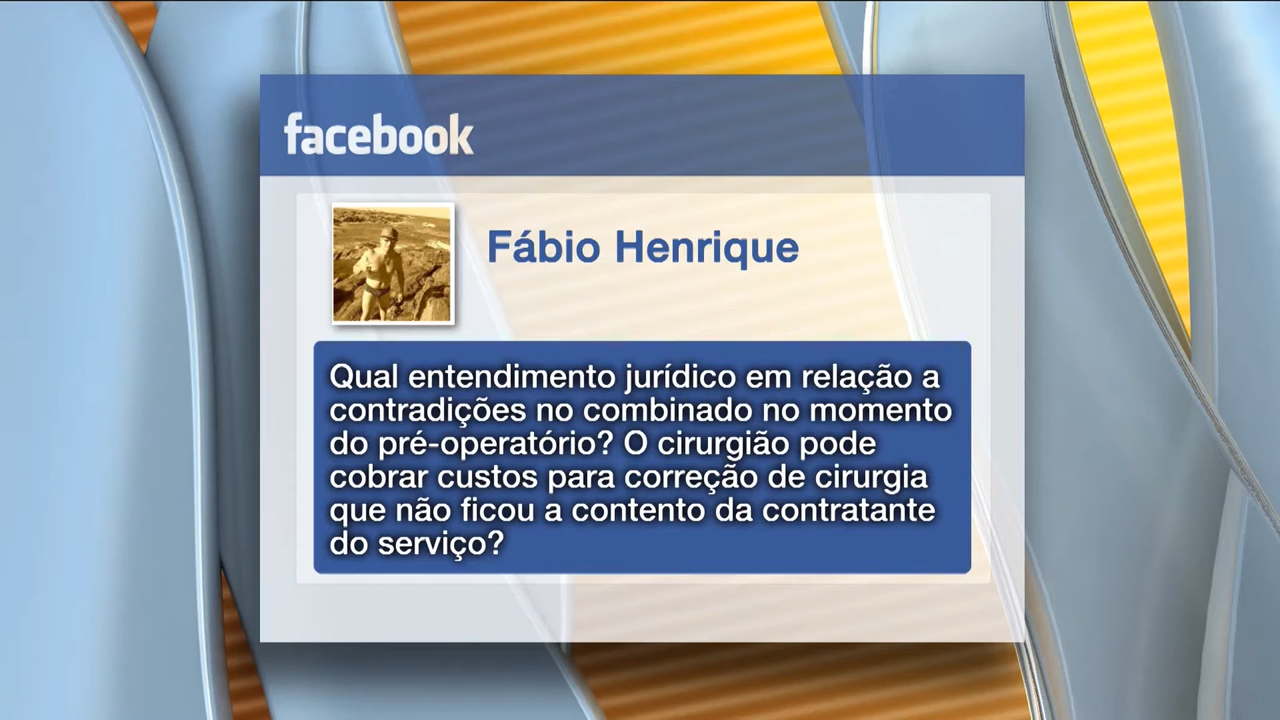 facebook
Fábio Henrique
Qual entendimento jurídico em relação a
contradições no combinado no momento
do pré-operatório? O cirurgião pode
cobrar custos para correção de cirurgia
que não ficou a contento da contratante
do serviço?